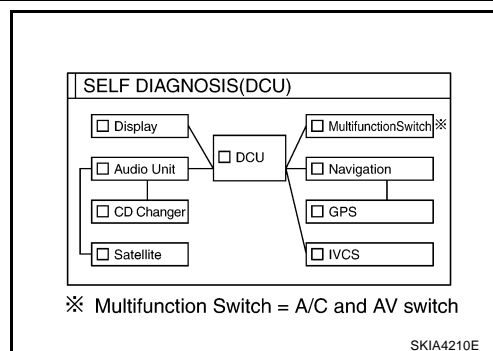 SELF DIAGNOSIS(DCU)
Display
MultifunctionSwitch※
DCU
Audio Unit
Navigation
CD Changer
GPS
Satellite
IVCS
※ Multifunction Switch = A/C and AV switch
SKIA4210E